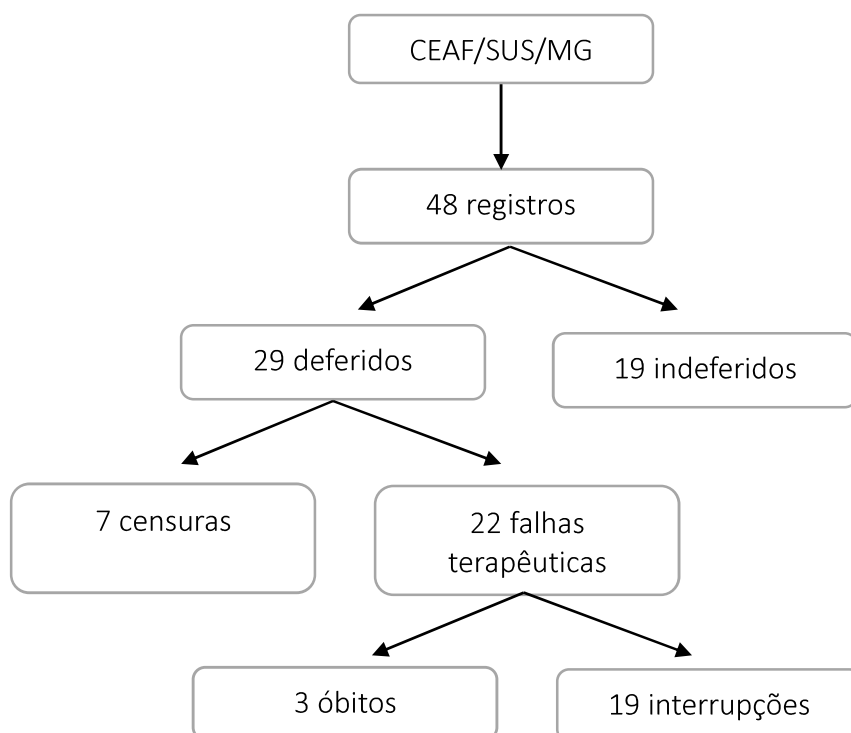 CEAF/SUS/MG
48 registros
29 deferidos
19 indeferidos
7 censuras
22 falhas
terapêuticas
3 óbitos
19 interrupções